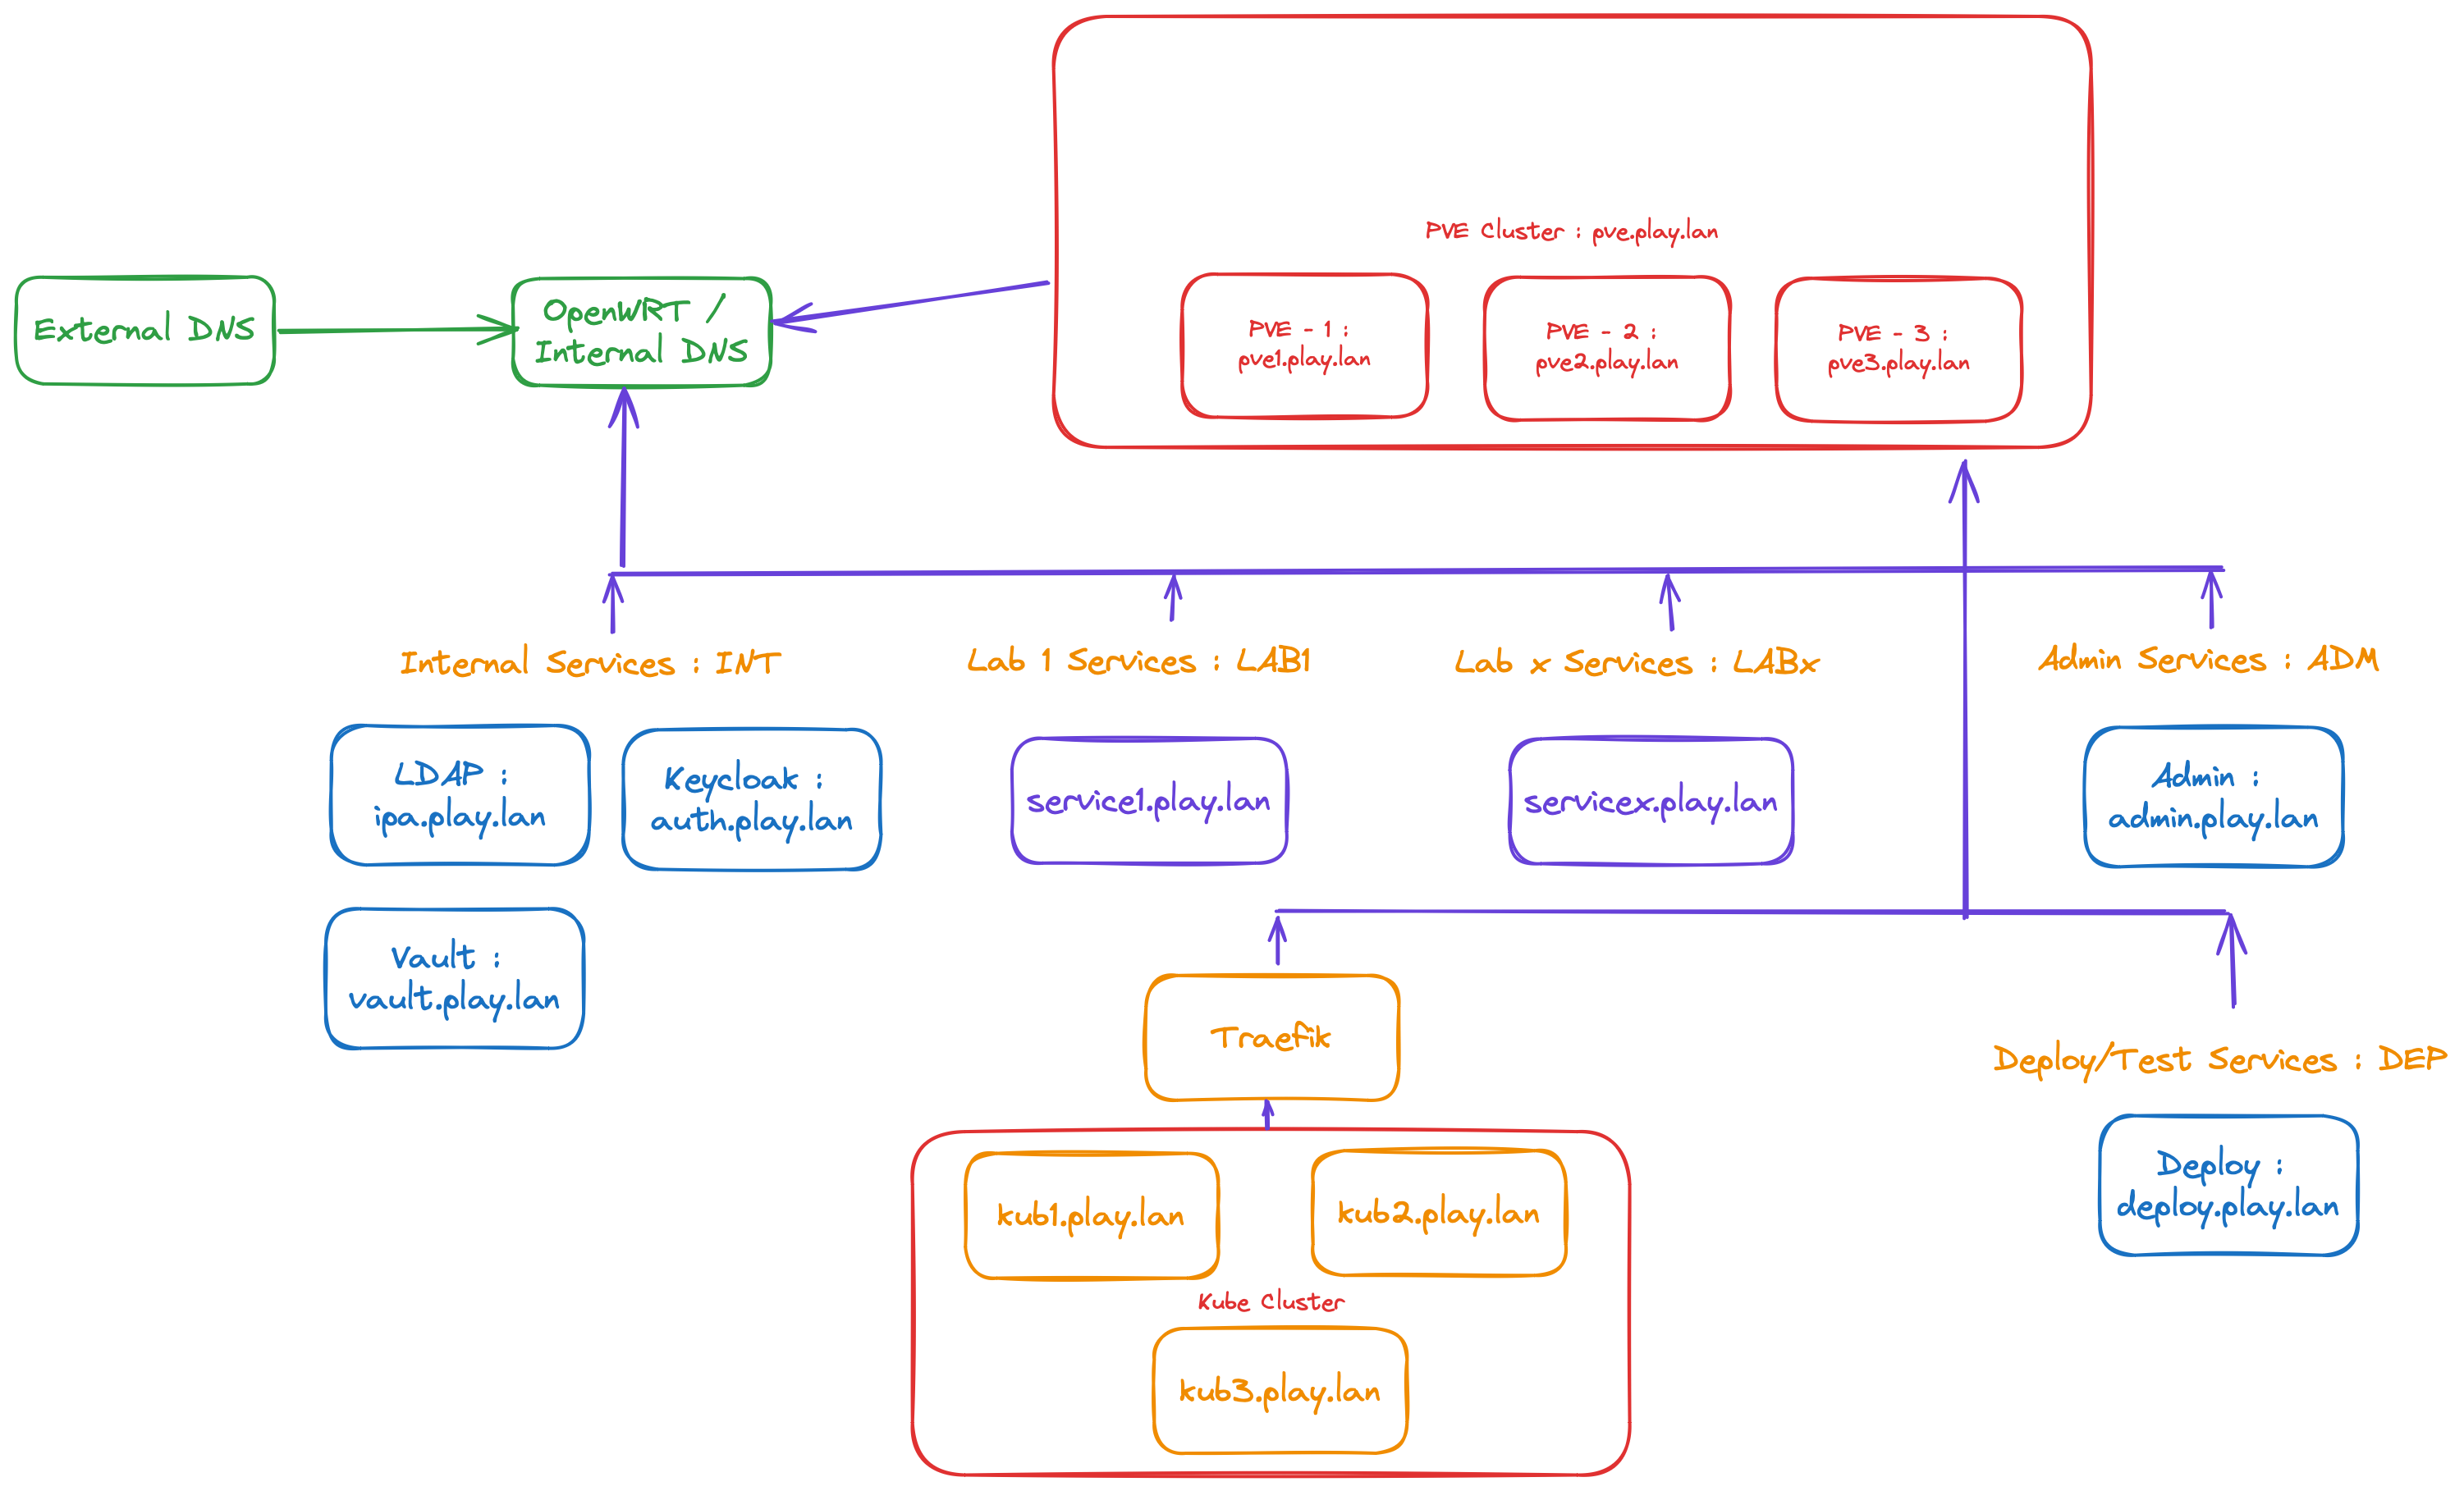 PVE Cluster : pve.play.lan
External DNS
OpenWRT /
Internal DNS
PVE - 1 :
pve1.play.lan
PVE - 2 :
pve2.play.lan
PVE - 3 :
pve3.play.lan
Internal Services : INT
Lab 1 Services : LAB1
Lab x Services : LABx
Admin Services : ADM
LDAP :
ipa.play.lan
Keycloak :
auth.play.lan
service1.play.lan
servicex.play.lan
Admin :
admin.play.lan
Vault :
vault.play.lan
Traefik
Deploy/Test Services : DEP
Deploy :
deploy.play.lan
kub1.play.lan
kub2.play.lan
Kube Cluster
kub3.play.lan